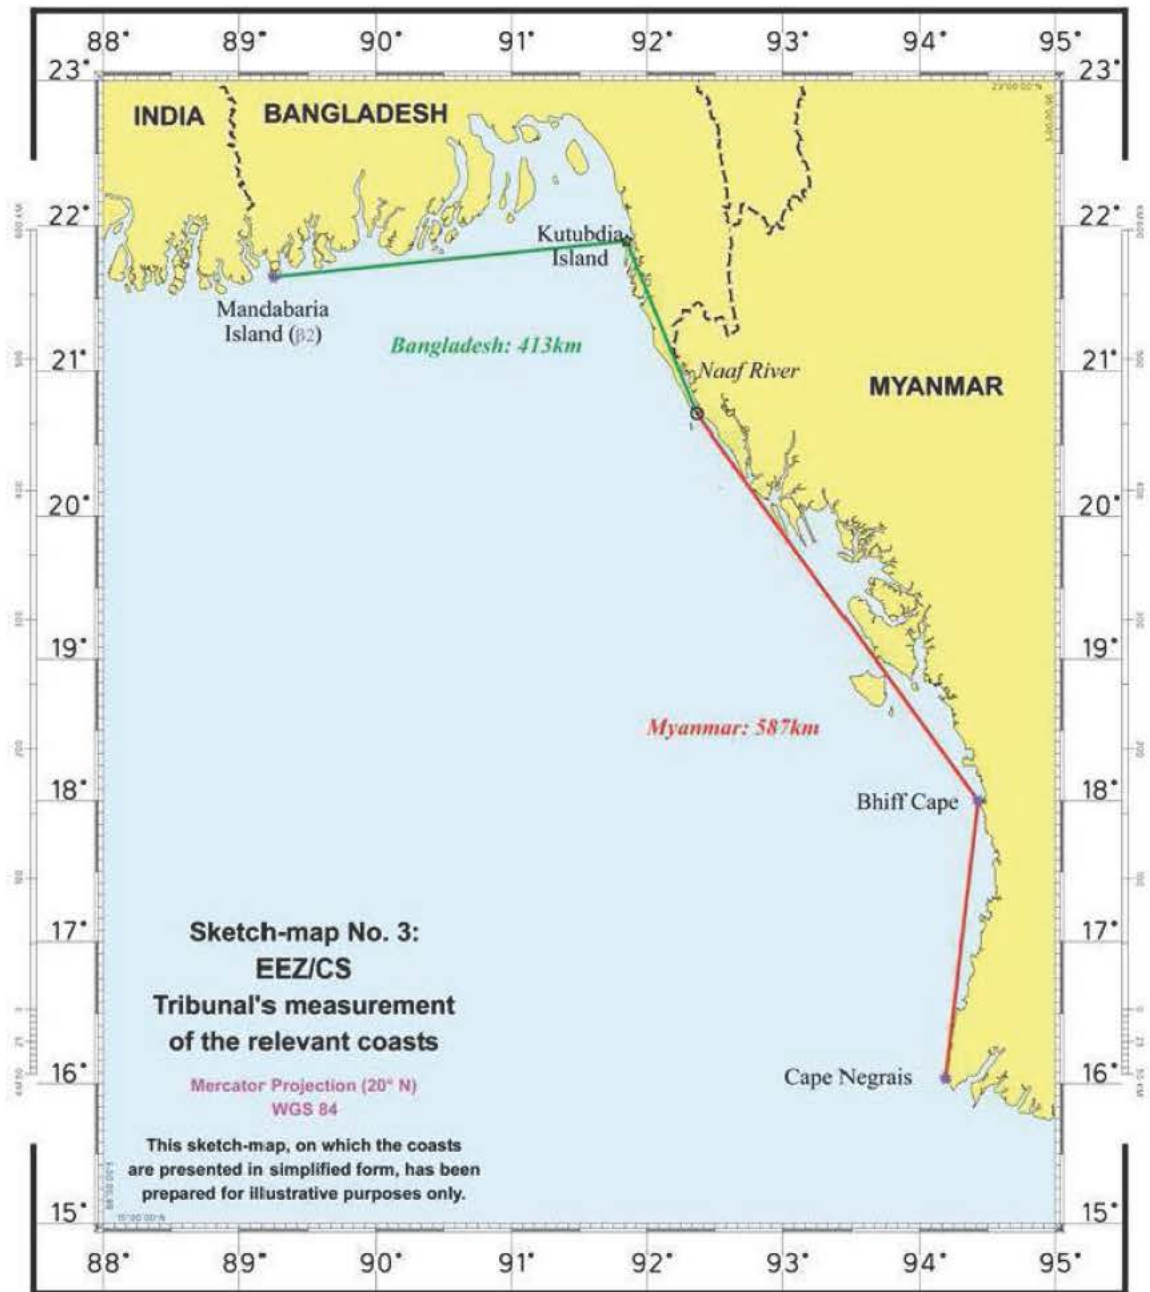 88° 89° 90° 91° 92° 93° 94° 95°
23° 23°
INDIA BANGLADESH
22° 22°
Kutubdia
Island
Mandabaria
Island (β2)
Bangladesh: 413km
21° 21°
Naaf River
MYANMAR
20° 20°
19° 19°
Myanmar: 587km
18° 18°
Bhiff Cape
17° 17°
Sketch-map No. 3:
EEZ/CS
Tribunal's measurement
of the relevant coasts
16° 16°
Cape Negrais
Mercator Projection (20° N)
WGS 84
This sketch-map, on which the coasts
are presented in simplified form, has been
prepared for illustrative purposes only.
15° 15°
88° 89° 90° 91° 92° 93° 94° 95°